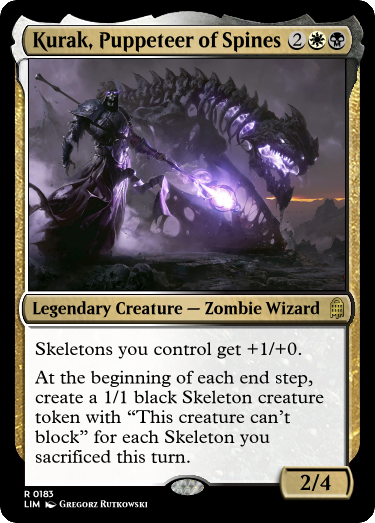 Kurak, Puppeteer of Spines 2
Legendary Creature — Zombie Wizard
Skeletons you control get +1/+0.
At the beginning of each end step,
create a 1/1 black Skeleton creature
token with “This creature can’t
block” for each Skeleton you
sacrificed this turn.
2/4
R 0183
LIM Gregorz Rutkowski